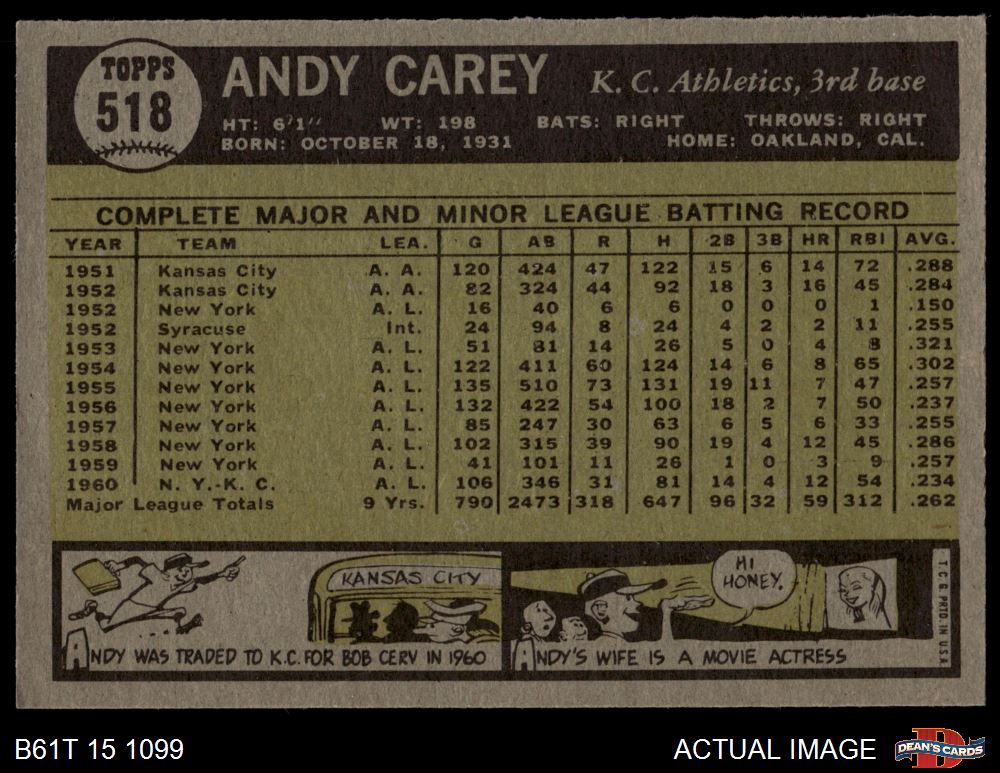 TOPPS
518
ANDY CAREY K. C. Athletics, 3rd base
HT: 6'1" WT: 198 BATS: RIGHT THROWS: RIGHT
BORN: OCTOBER 18, 1931 HOME: OAKLAND, CAL.
COMPLETE MAJOR AND MINOR LEAGUE BATTING RECORD
YEAR TEAM LEA. G AB R H 2B 3B HR RBI AVG.
1951 Kansas City A. A. 120 424 47 122 15 6 14 72 .288
1952 Kansas City A. A. 82 324 44 92 18 3 16 45 .284
1952 New York A. L. 16 40 6 6 0 0 0 1 .150
1952 Syracuse Int. 24 94 8 24 4 2 2 11 .255
1953 New York A. L. 51 81 14 26 5 0 4 8 .321
1954 New York A. L. 122 411 60 124 14 6 8 65 .302
1955 New York A. L. 135 510 73 131 19 11 7 47 .257
1956 New York A. L. 132 422 54 100 18 2 7 50 .237
1957 New York A. L. 85 247 30 63 6 5 6 33 .255
1958 New York A. L. 102 315 39 90 19 4 12 45 .286
1959 New York A. L. 41 101 11 26 1 0 3 9 .257
1960 N. Y.-K. C. A. L. 106 346 31 81 14 4 12 54 .234
Major League Totals 9 Yrs. 790 2473 318 647 96 32 59 312 .262
KANSAS CITY
ANDY WAS TRADED TO K.C. FOR BOB CERV IN 1960
HI
HONEY.
ANDY'S WIFE IS A MOVIE ACTRESS
T.C.G. PRTD. IN U.S.A.
B61T 15 1099 ACTUAL IMAGE
DEAN'S CARDS